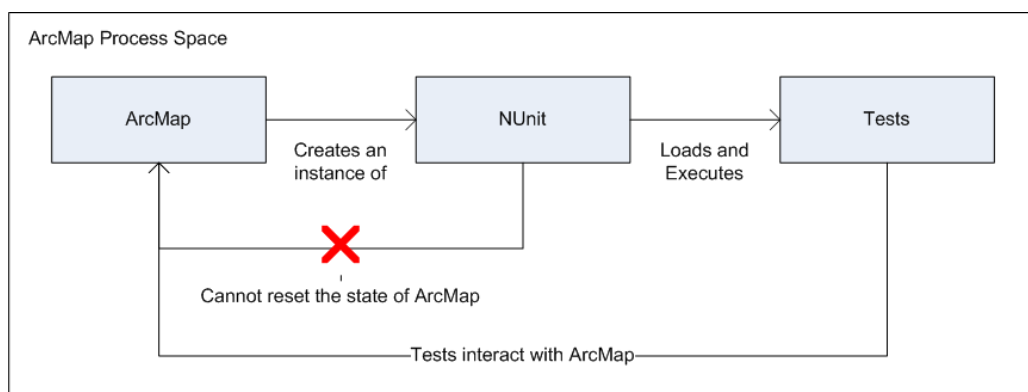 ArcMap Process Space
ArcMap
NUnit
Tests
Creates an
instance of
Loads and
Executes
Cannot reset the state of ArcMap
Tests interact with ArcMap